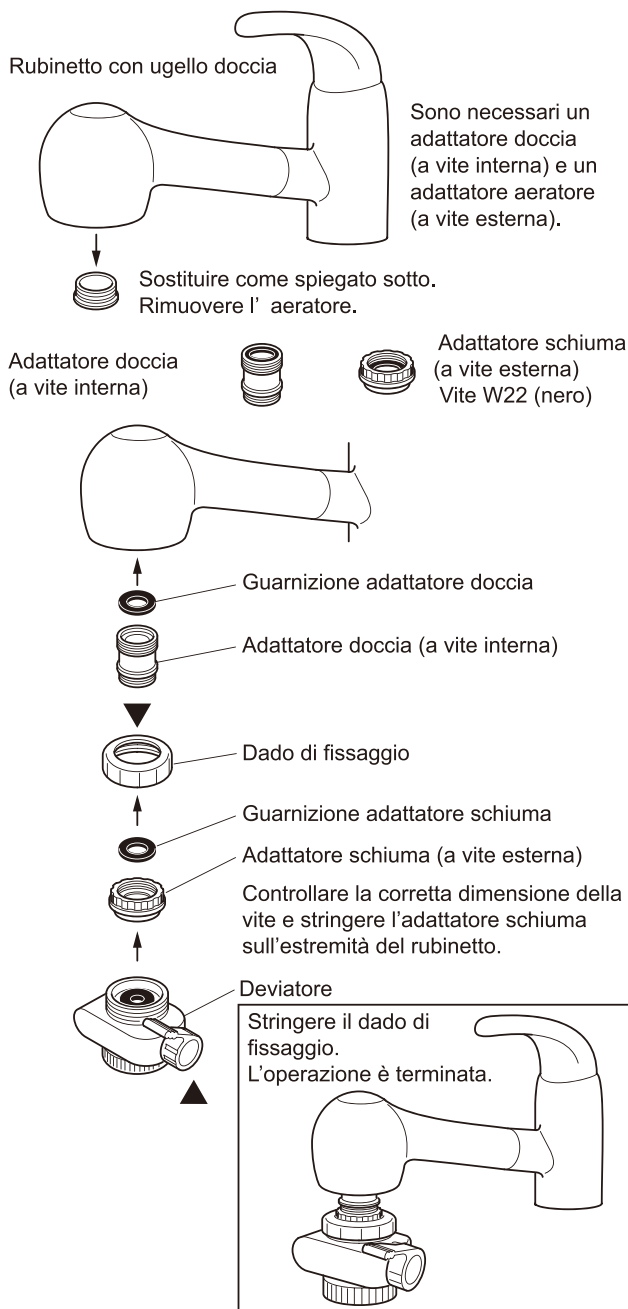 Rubinetto con ugello doccia
Sono necessari un
adattatore doccia
(a vite interna) e un
adattatore aeratore
(a vite esterna).
Sostituire come spiegato sotto.
Rimuovere l’ aeratore.
Adattatore doccia
(a vite interna)
Adattatore schiuma
(a vite esterna)
Vite W22 (nero)
Guarnizione adattatore doccia
Adattatore doccia (a vite interna)
Dado di fissaggio
Guarnizione adattatore schiuma
Adattatore schiuma (a vite esterna)
Controllare la corretta dimensione della
vite e stringere l’adattatore schiuma
sull’estremità del rubinetto.
Deviatore
Stringere il dado di
fissaggio.
L’operazione è terminata.